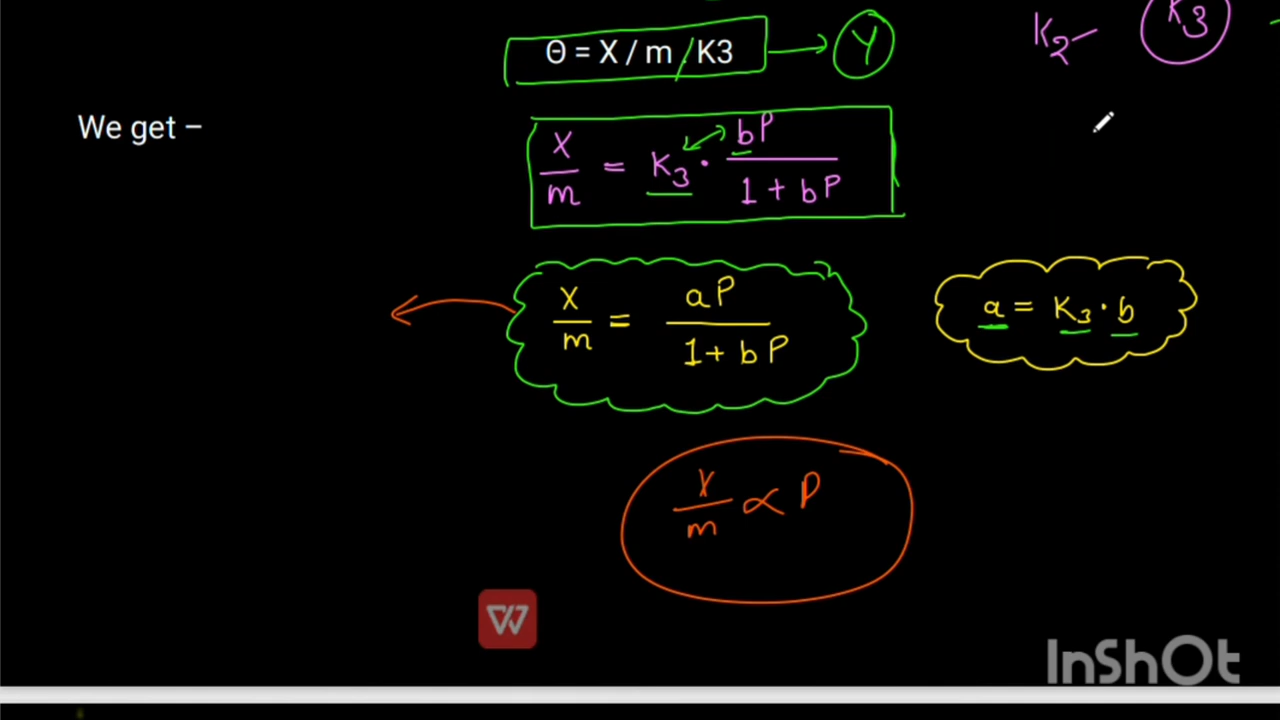 Θ = X / m / K3 → Y
K2 – K3
We get –
X/m = K3 · bP / 1 + bP
X/m = aP / 1 + bP
a = K3 · b
X/m ∝ P
InShOt